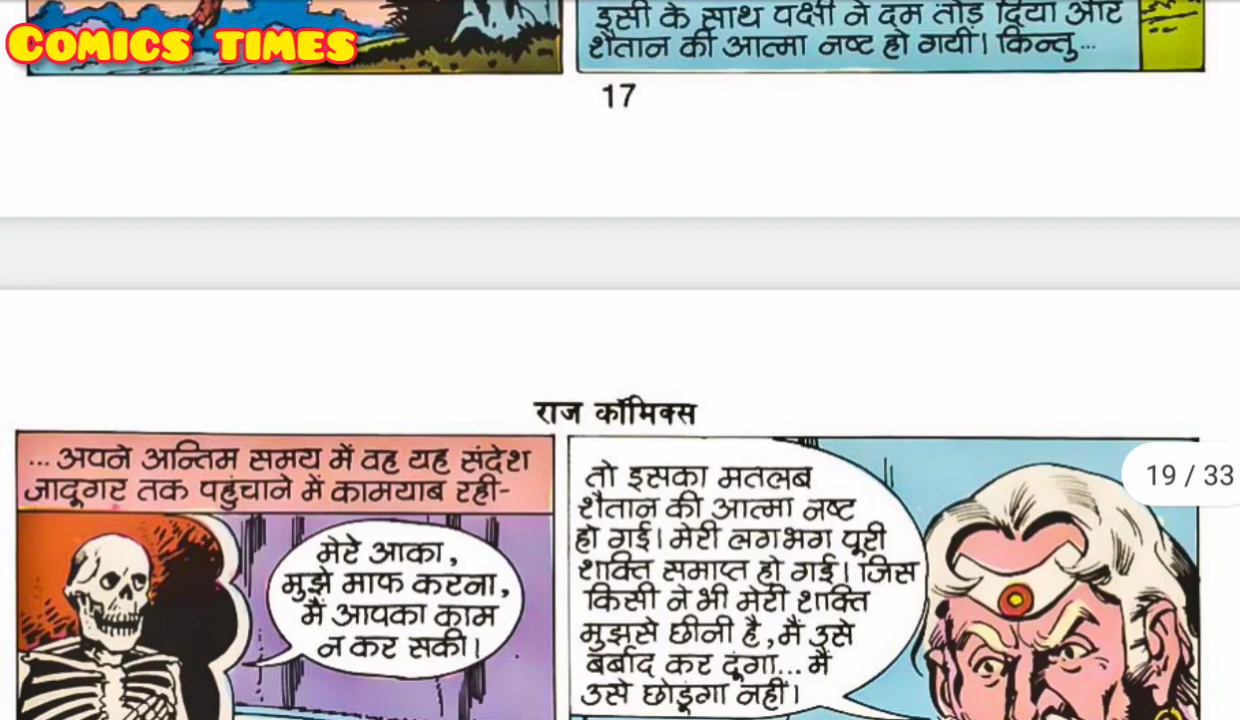 COMICS TIMES
इसी के साथ पक्षी ने दम तोड़ दिया और
शैतान की आत्मा नष्ट हो गयी। किन्तु...
17
राज कॉमिक्स
19 / 33
... अपने अन्तिम समय में वह यह संदेश
जादूगर तक पहुंचाने में कामयाब रही-
मेरे आका,
मुझे माफ करना,
मैं आपका काम
न कर सकी।
तो इसका मतलब
शैतान की आत्मा नष्ट
हो गई। मेरी लगभग पूरी
शक्ति समाप्त हो गई। जिस
किसी ने भी मेरी शक्ति
मुझसे छीनी है, मैं उसे
बर्बाद कर दूंगा... मैं
उसे छोडूंगा नहीं।